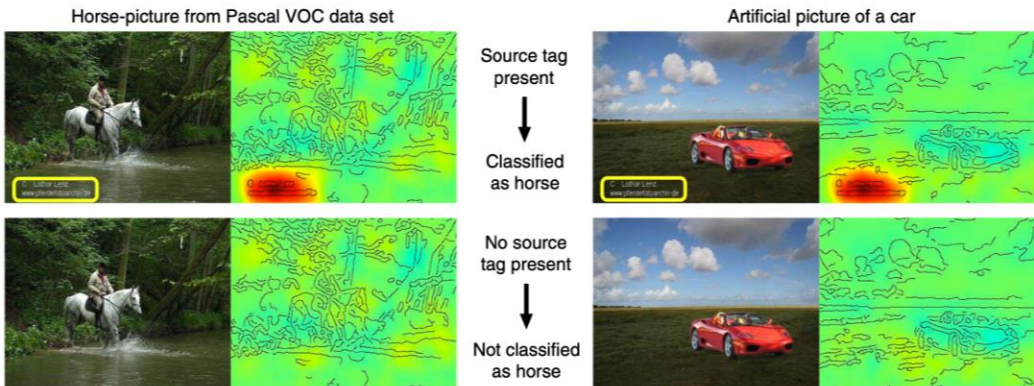 Horse-picture from Pascal VOC data set
Artificial picture of a car
Source tag
present
Classified
as horse
C Lothar Lenz
www.pferdefotoarchiv.de
C Lothar Lenz
www.pferdefotoarchiv.de
No source
tag present
Not classified
as horse